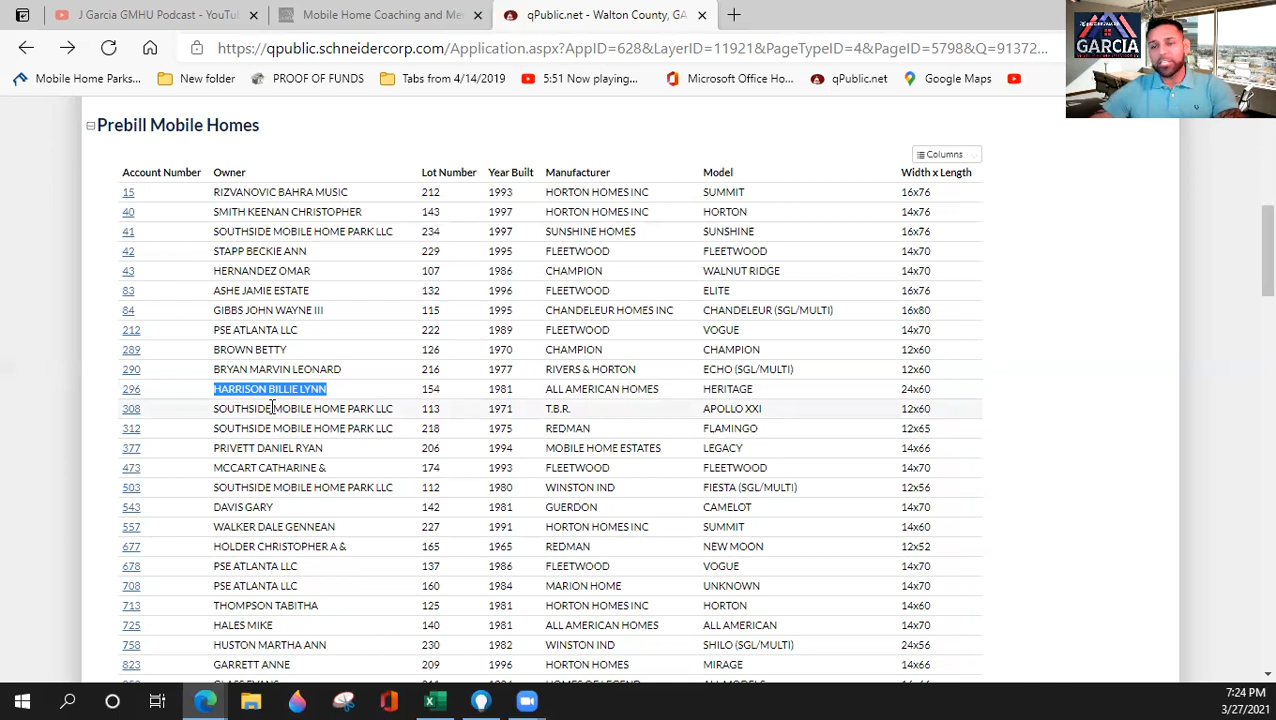 J Garcia GMHU Podcast - YouTube
Mobile Home Coaching and Me
qPublic.net - Walton County, GA
https://qpublic.schneidercorp.com/Application.aspx?AppID=628&LayerID=11921&PageTypeID=4&PageID=5798&Q=91372...
Mobile Home Parks... New folder PROOF OF FUNDS Tabs from 4/14/2019 5:51 Now playing... Microsoft Office Ho... qPublic.net Google Maps
GARCIA
Prebill Mobile Homes
Columns
Account Number Owner Lot Number Year Built Manufacturer Model Width x Length
15 RIZVANOVIC BAHRA MUSIC 212 1993 HORTON HOMES INC SUMMIT 16x76
40 SMITH KEENAN CHRISTOPHER 143 1997 HORTON HOMES INC HORTON 14x76
41 SOUTHSIDE MOBILE HOME PARK LLC 234 1997 SUNSHINE HOMES SUNSHINE 16x76
42 STAPP BECKIE ANN 229 1995 FLEETWOOD FLEETWOOD 14x70
43 HERNANDEZ OMAR 107 1986 CHAMPION WALNUT RIDGE 14x70
83 ASHE JAMIE ESTATE 132 1996 FLEETWOOD ELITE 16x76
84 GIBBS JOHN WAYNE III 115 1995 CHANDELEUR HOMES INC CHANDELEUR (SGL/MULTI) 16x80
212 PSE ATLANTA LLC 222 1989 FLEETWOOD VOGUE 14x70
289 BROWN BETTY 126 1970 CHAMPION CHAMPION 12x60
290 BRYAN MARVIN LEONARD 216 1977 RIVERS & HORTON ECHO (SGL/MULTI) 12x60
296 HARRISON BILLIE LYNN 154 1981 ALL AMERICAN HOMES HERITAGE 24x60
308 SOUTHSIDE MOBILE HOME PARK LLC 113 1971 T.B.R. APOLLO XXI 12x60
312 SOUTHSIDE MOBILE HOME PARK LLC 218 1975 REDMAN FLAMINGO 12x65
377 PRIVETT DANIEL RYAN 206 1994 MOBILE HOME ESTATES LEGACY 14x66
473 MCCART CATHARINE & 174 1993 FLEETWOOD FLEETWOOD 14x70
503 SOUTHSIDE MOBILE HOME PARK LLC 112 1980 WINSTON IND FIESTA (SGL/MULTI) 12x56
543 DAVIS GARY 142 1981 GUERDON CAMELOT 14x70
557 WALKER DALE GENNEAN 227 1991 HORTON HOMES INC SUMMIT 14x60
677 HOLDER CHRISTOPHER A & 165 1965 REDMAN NEW MOON 12x52
678 PSE ATLANTA LLC 137 1986 FLEETWOOD VOGUE 14x70
708 PSE ATLANTA LLC 160 1984 MARION HOME UNKNOWN 14x70
713 THOMPSON TABITHA 125 1981 HORTON HOMES INC HORTON 14x60
725 HALES MIKE 140 1981 ALL AMERICAN HOMES ALL AMERICAN 14x70
758 HUSTON MARTHA ANN 230 1982 WINSTON IND SHILO (SGL/MULTI) 24x56
823 GARRETT ANNE 209 1996 HORTON HOMES MIRAGE 14x66
7:24 PM
3/27/2021